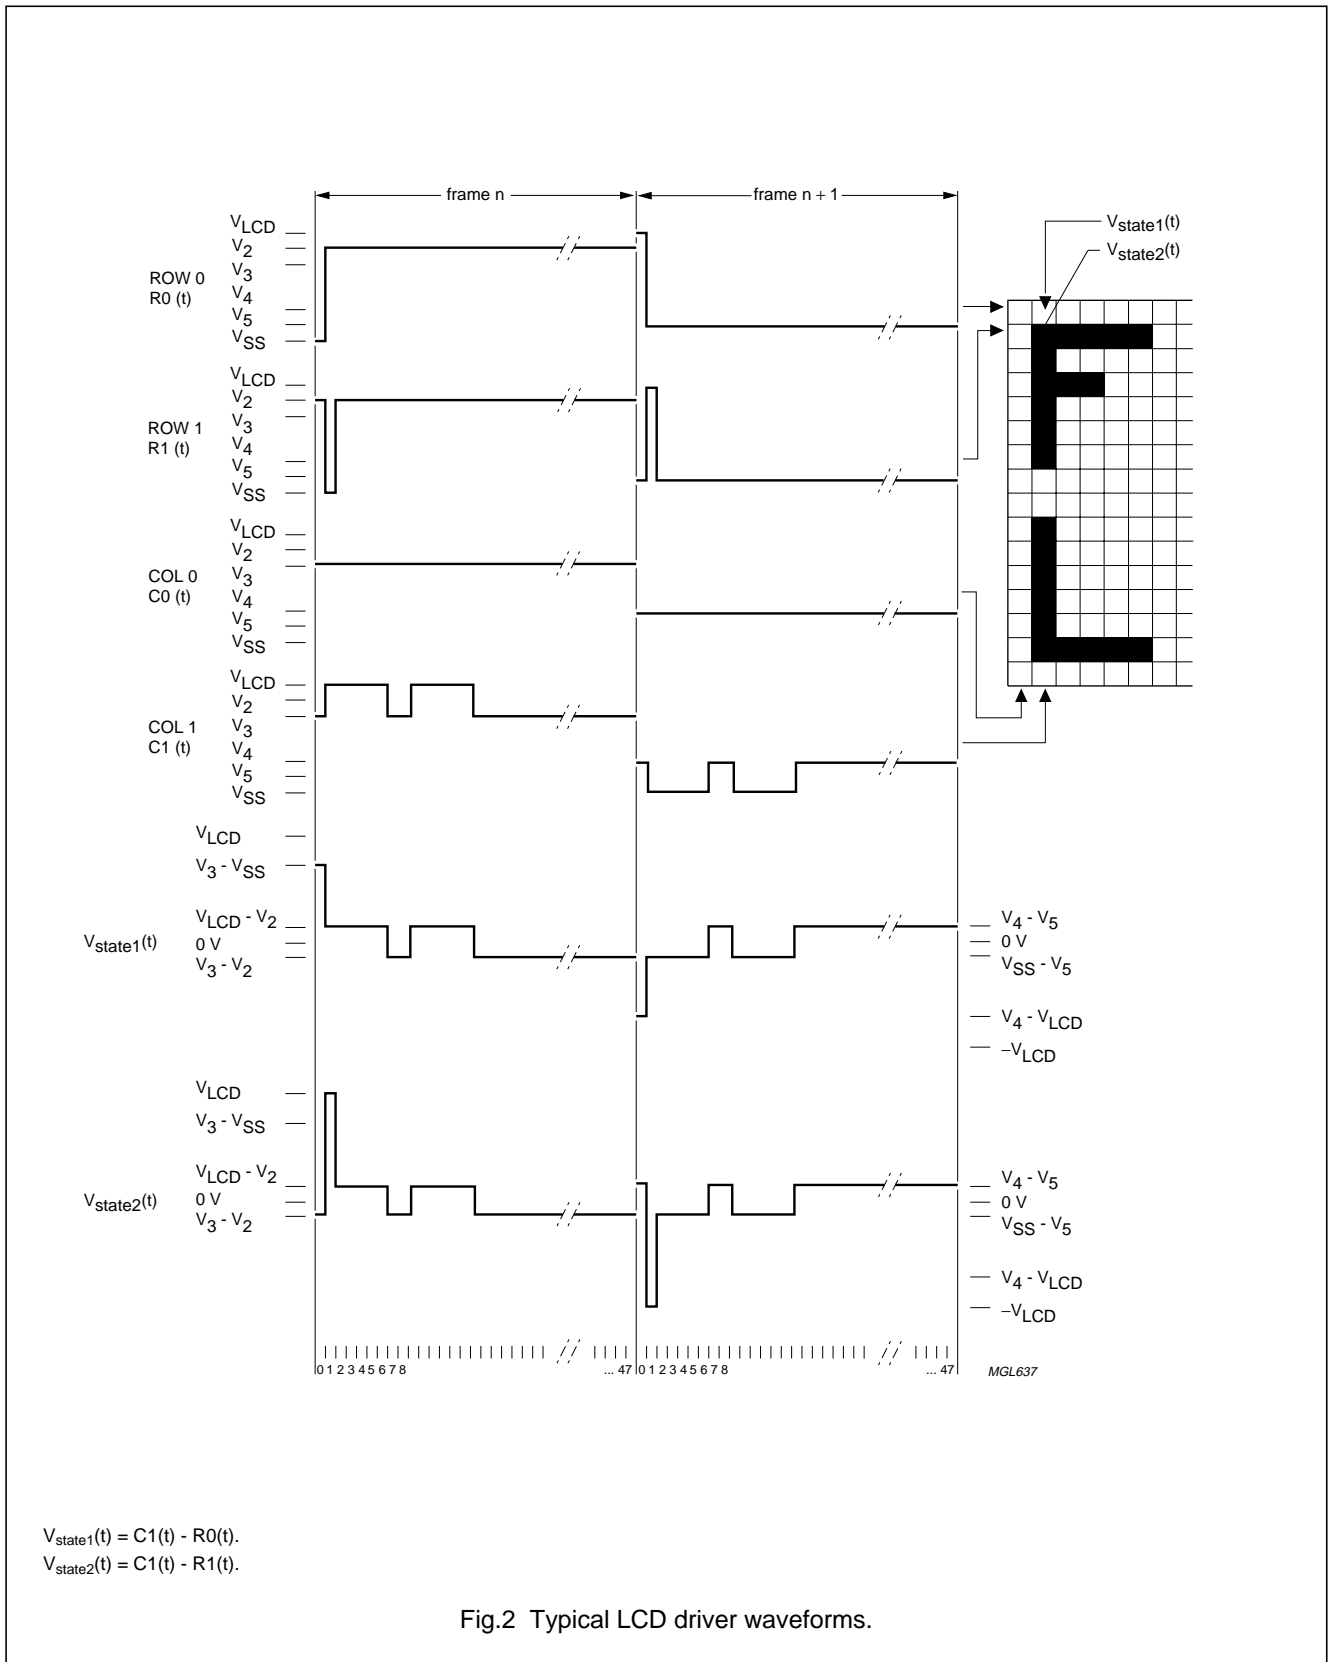 frame n
frame n + 1
VLCD
V2
V3
V4
V5
VSS
ROW 0
R0 (t)
Vstate1(t)
Vstate2(t)
VLCD
V2
V3
V4
V5
VSS
ROW 1
R1 (t)
VLCD
V2
V3
V4
V5
VSS
COL 0
C0 (t)
VLCD
V2
V3
V4
V5
VSS
COL 1
C1 (t)
VLCD
V3 - VSS
VLCD - V2
0 V
V3 - V2
Vstate1(t)
V4 - V5
0 V
VSS - V5
V4 - VLCD
–VLCD
VLCD
V3 - VSS
VLCD - V2
0 V
V3 - V2
Vstate2(t)
V4 - V5
0 V
VSS - V5
V4 - VLCD
–VLCD
0 1 2 3 4 5 6 7 8 ... 47 0 1 2 3 4 5 6 7 8 ... 47
MGL637
Vstate1(t) = C1(t) - R0(t).
Vstate2(t) = C1(t) - R1(t).
Fig.2 Typical LCD driver waveforms.